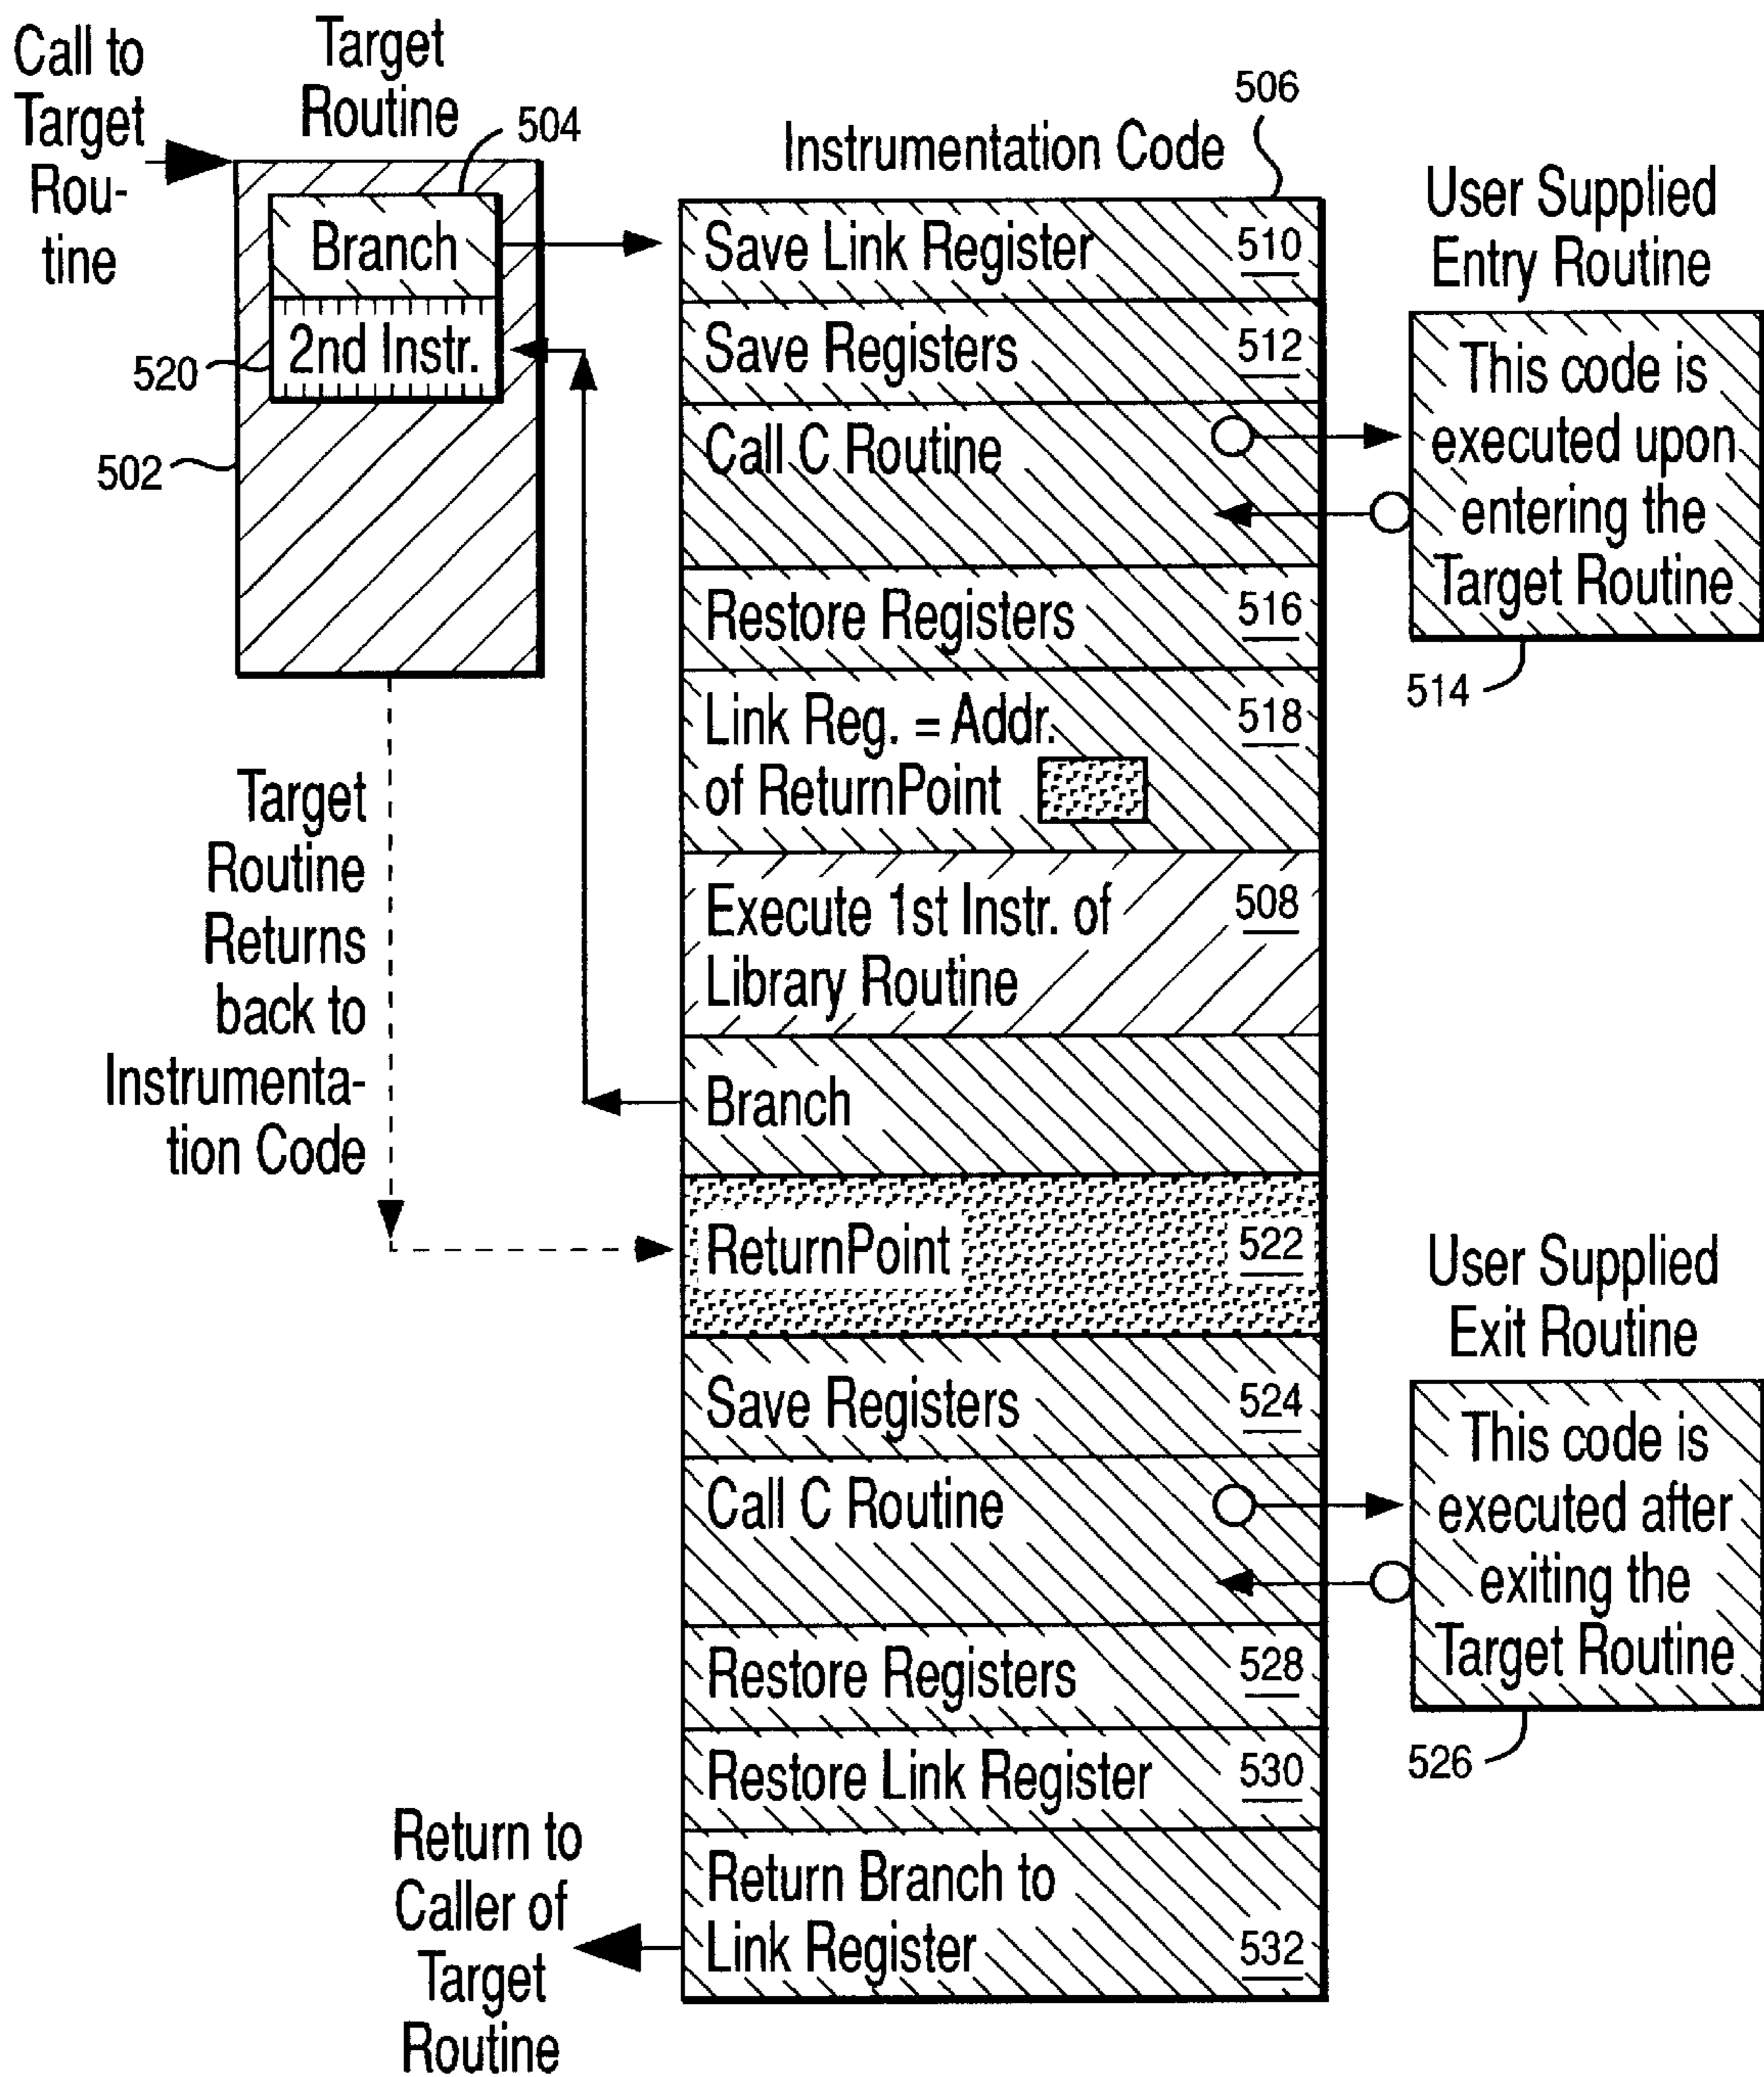 Call to
Target
Rou-
tine
Target
Routine
504
Branch
2nd Instr.
520
502
Target
Routine
Returns
back to
Instrumenta-
tion Code
Instrumentation Code
506
Save Link Register 510
Save Registers 512
Call C Routine
Restore Registers 516
Link Reg. = Addr. 518
of ReturnPoint
Execute 1st Instr. of 508
Library Routine
Branch
ReturnPoint 522
Save Registers 524
Call C Routine
Restore Registers 528
Restore Link Register 530
Return Branch to
Link Register 532
User Supplied
Entry Routine
This code is
executed upon
entering the
Target Routine
514
User Supplied
Exit Routine
This code is
executed after
exiting the
Target Routine
526
Return to
Caller of
Target
Routine